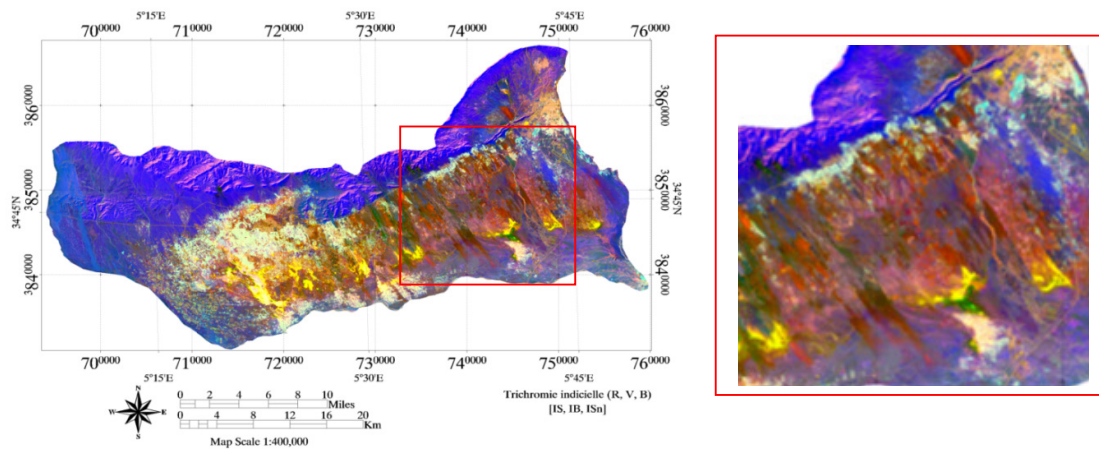 5°15'E 5°30'E 5°45'E
700000 710000 720000 730000 740000 750000 760000
3860000 3860000
3850000 3850000
34°45'N 34°45'N
3840000 3840000
700000 710000 720000 730000 740000 750000 760000
5°15'E 5°30'E 5°45'E
N
W E
S
0 2 4 6 8 10
Miles
0 4 8 12 16 20
Km
Map Scale 1:400,000
Trichromie indicielle (R, V, B)
[IS, IB, ISn]